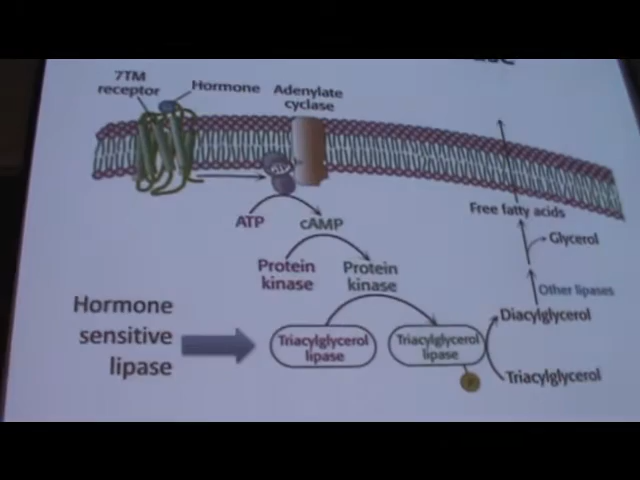 7TM
receptor
Hormone
Adenylate
cyclase
ATP
cAMP
Free fatty acids
Glycerol
Protein
kinase
Protein
kinase
Other lipases
Hormone
sensitive
lipase
Triacylglycerol
lipase
Triacylglycerol
lipase
Diacylglycerol
Triacylglycerol
P